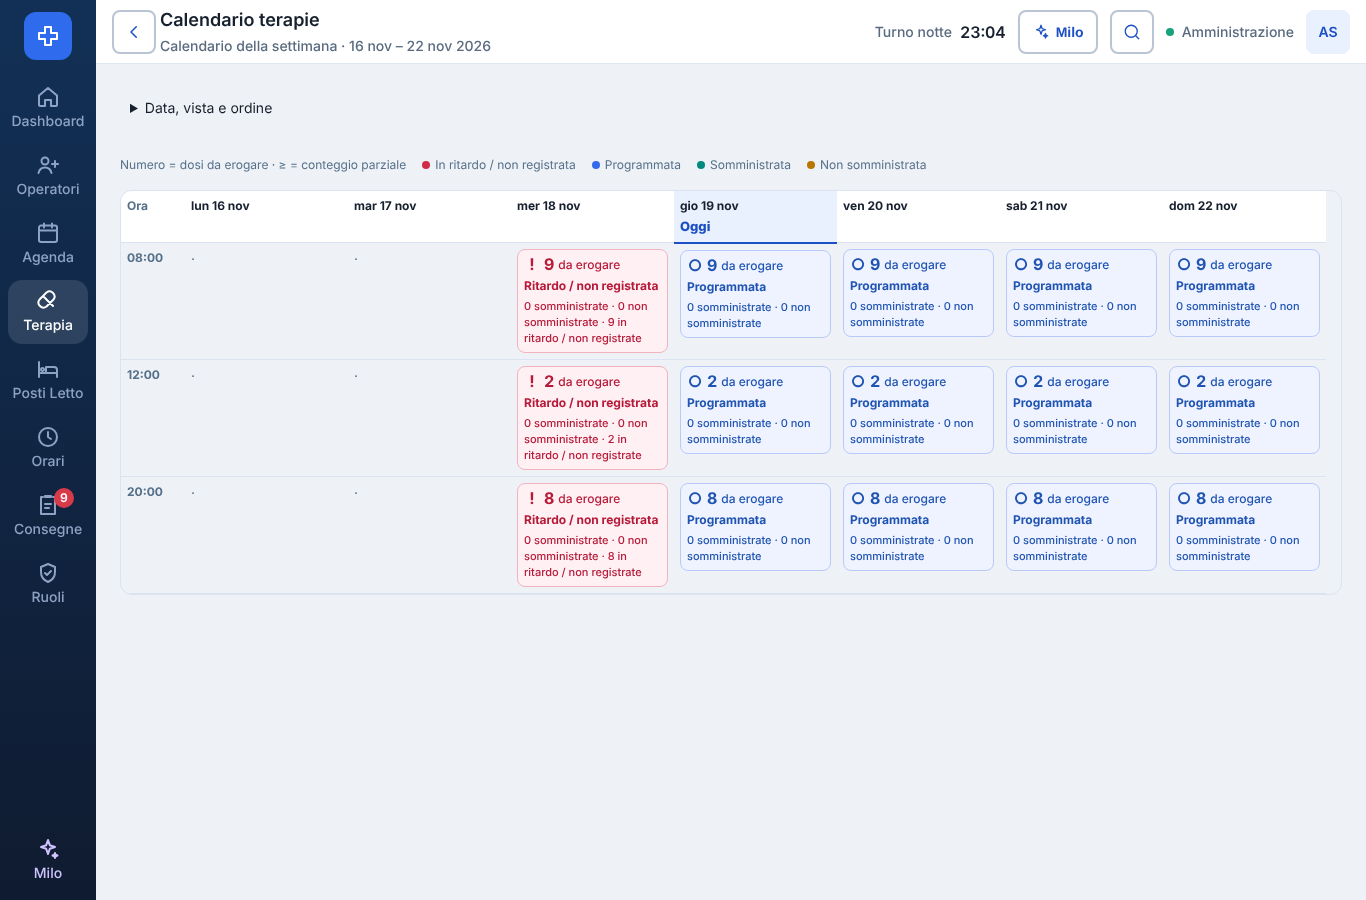 Calendario terapie
Calendario della settimana · 16 nov – 22 nov 2026
Turno notte 23:04
Milo
Amministrazione
AS
Dashboard
Operatori
Agenda
Terapia
Posti Letto
Orari
9
Consegne
Ruoli
Milo
Data, vista e ordine
Numero = dosi da erogare · ≥ = conteggio parziale
In ritardo / non registrata
Programmata
Somministrata
Non somministrata
Ora
lun 16 nov
mar 17 nov
mer 18 nov
gio 19 nov
Oggi
ven 20 nov
sab 21 nov
dom 22 nov
08:00
·
·
! 9 da erogare
Ritardo / non registrata
0 somministrate · 0 non
somministrate · 9 in
ritardo / non registrate
9 da erogare
Programmata
0 somministrate · 0 non
somministrate
9 da erogare
Programmata
0 somministrate · 0 non
somministrate
9 da erogare
Programmata
0 somministrate · 0 non
somministrate
9 da erogare
Programmata
0 somministrate · 0 non
somministrate
12:00
·
·
! 2 da erogare
Ritardo / non registrata
0 somministrate · 0 non
somministrate · 2 in
ritardo / non registrate
2 da erogare
Programmata
0 somministrate · 0 non
somministrate
2 da erogare
Programmata
0 somministrate · 0 non
somministrate
2 da erogare
Programmata
0 somministrate · 0 non
somministrate
2 da erogare
Programmata
0 somministrate · 0 non
somministrate
20:00
·
·
! 8 da erogare
Ritardo / non registrata
0 somministrate · 0 non
somministrate · 8 in
ritardo / non registrate
8 da erogare
Programmata
0 somministrate · 0 non
somministrate
8 da erogare
Programmata
0 somministrate · 0 non
somministrate
8 da erogare
Programmata
0 somministrate · 0 non
somministrate
8 da erogare
Programmata
0 somministrate · 0 non
somministrate